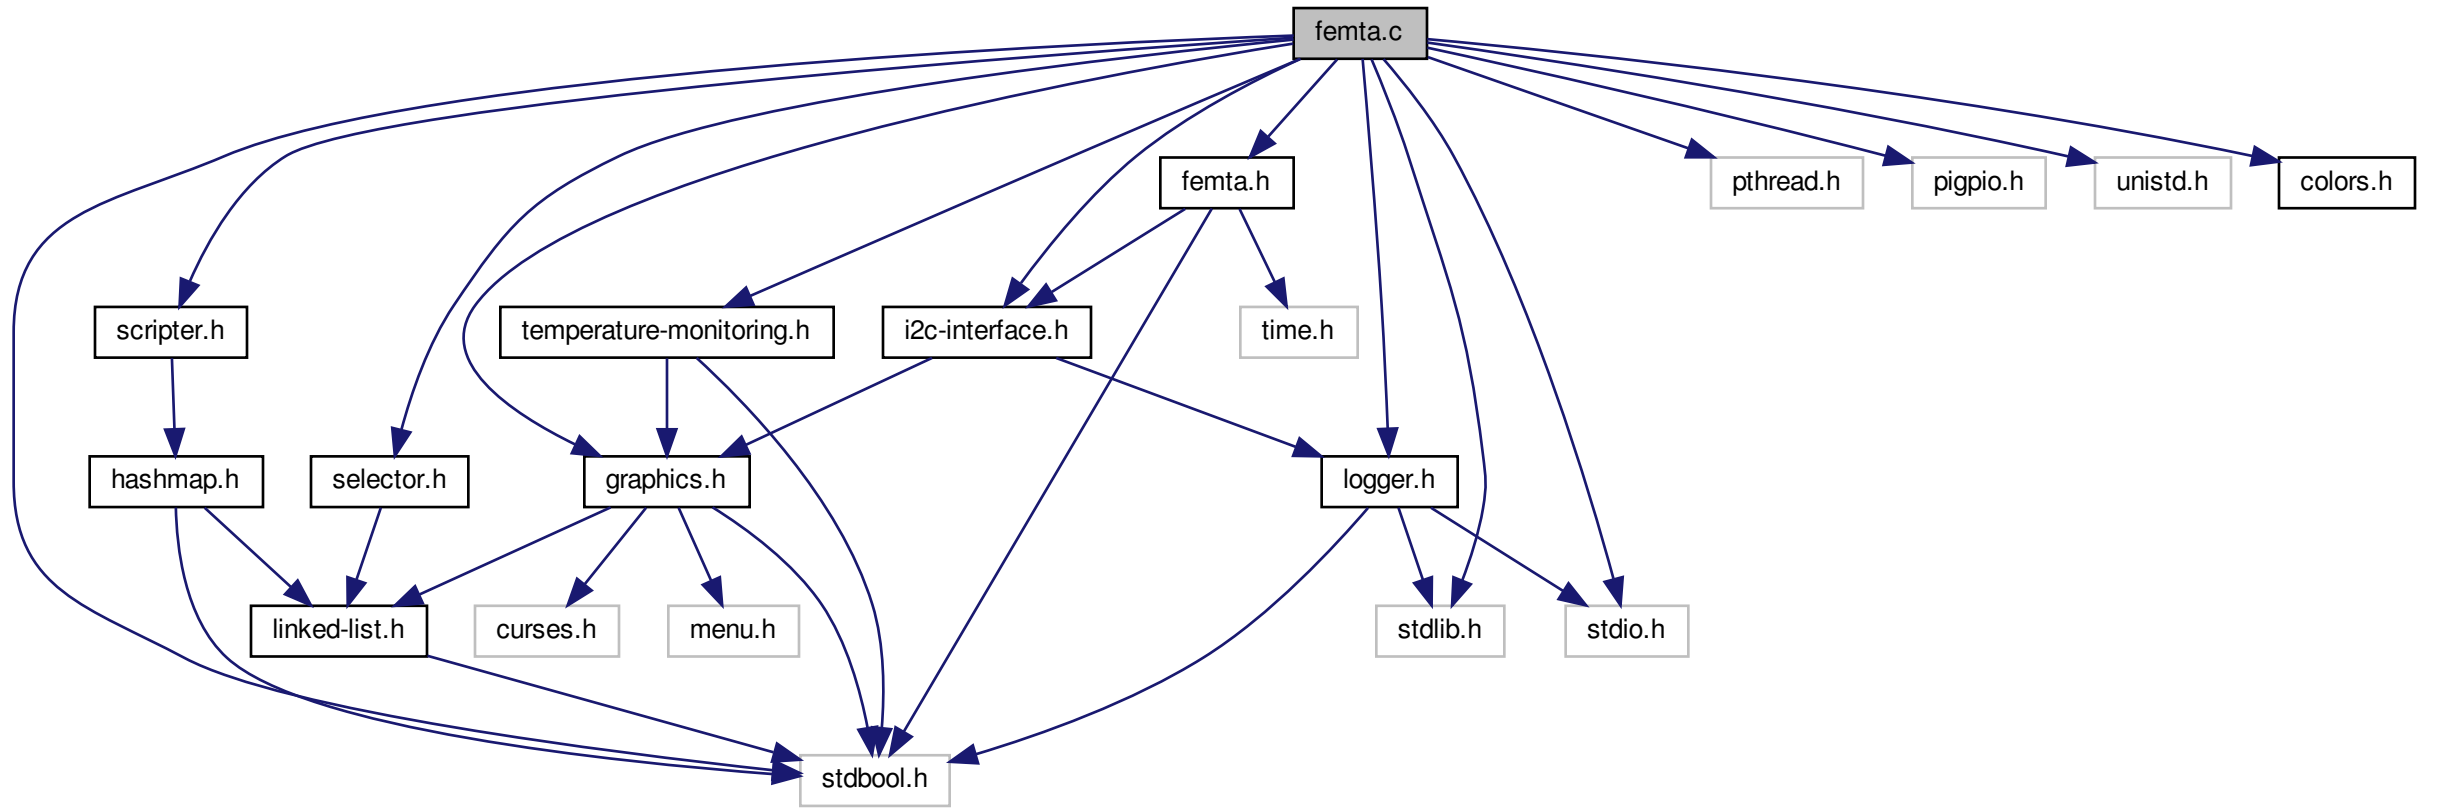 femta.c
femta.h
pthread.h
pigpio.h
unistd.h
colors.h
scripter.h
temperature-monitoring.h
i2c-interface.h
time.h
hashmap.h
selector.h
graphics.h
logger.h
linked-list.h
curses.h
menu.h
stdlib.h
stdio.h
stdbool.h